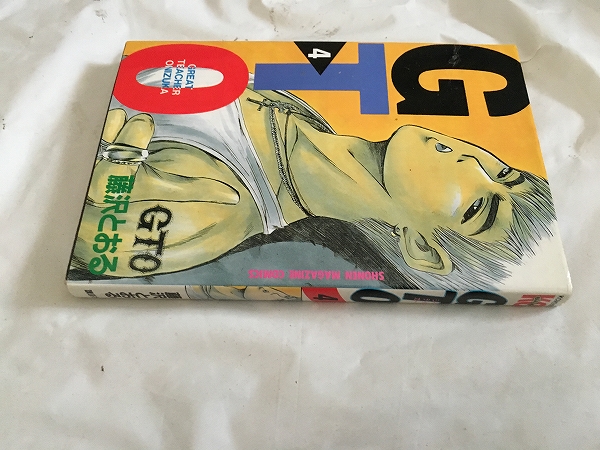 GTO
4
GREAT
TEACHER
ONIZUKA
GTO
藤沢とおる
SHONEN MAGAZINE COMICS
GTO
4
藤沢とおる